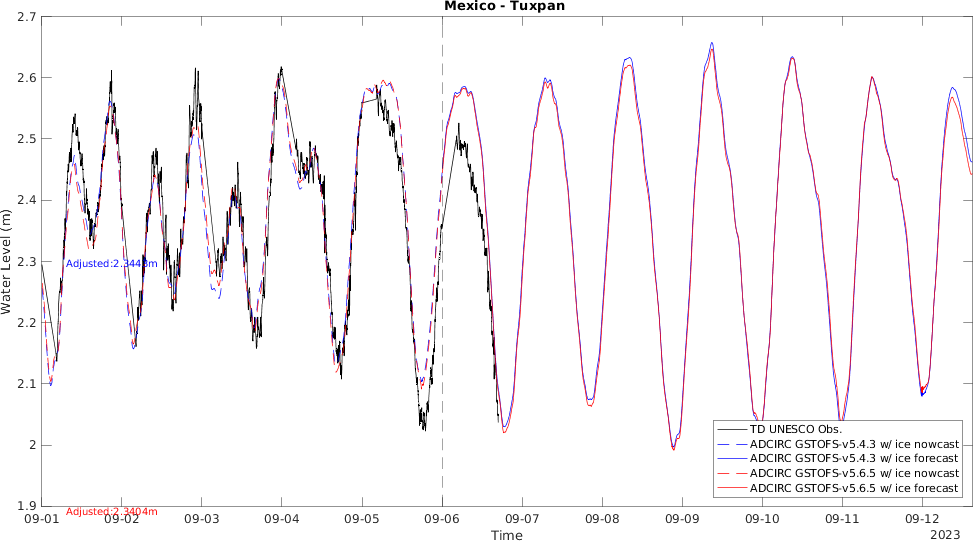 Mexico - Tuxpan
2.7
2.6
2.5
2.4
2.3
2.2
2.1
2
1.9
Water Level (m)
Adjusted:2.3443m
Adjusted:2.3404m
TD UNESCO Obs.
ADCIRC GSTOFS-v5.4.3 w/ ice nowcast
ADCIRC GSTOFS-v5.4.3 w/ ice forecast
ADCIRC GSTOFS-v5.6.5 w/ ice nowcast
ADCIRC GSTOFS-v5.6.5 w/ ice forecast
09-01 09-02 09-03 09-04 09-05 09-06 09-07 09-08 09-09 09-10 09-11 09-12
2023
Time